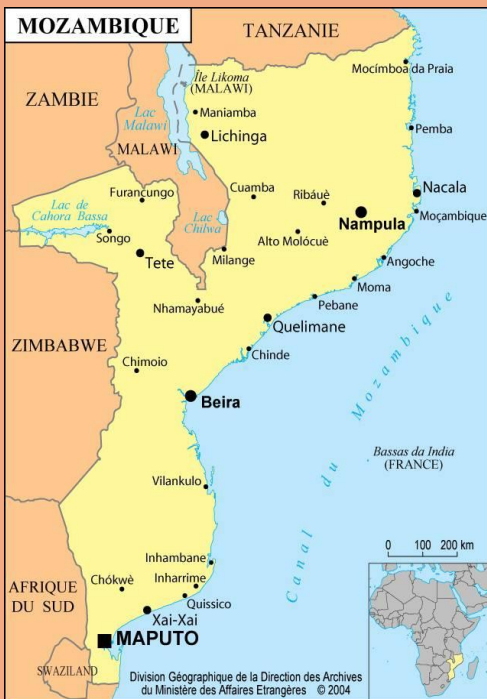 MOZAMBIQUE
TANZANIE
Mocímboa da Praia
Île Likoma
(MALAWI)
ZAMBIE
Maniamba
Lac
Malawi
Lichinga
Pemba
MALAWI
Furancungo
Cuamba
Ribáuè
Nacala
Lac de
Cahora Bassa
Lac
Chilwa
Nampula
Moçambique
Songo
Alto Molócuè
Tete
Milange
Angoche
Moma
Nhamayabué
Pebane
Quelimane
ZIMBABWE
Chinde
Chimoio
Beira
Canal du Mozambique
Bassas da India
(FRANCE)
Vilankulo
0 100 200 km
Inhambane
AFRIQUE
DU SUD
Chókwè
Inharrime
Quissico
Xai-Xai
MAPUTO
SWAZILAND
Division Géographique de la Direction des Archives
du Ministère des Affaires Etrangères © 2004